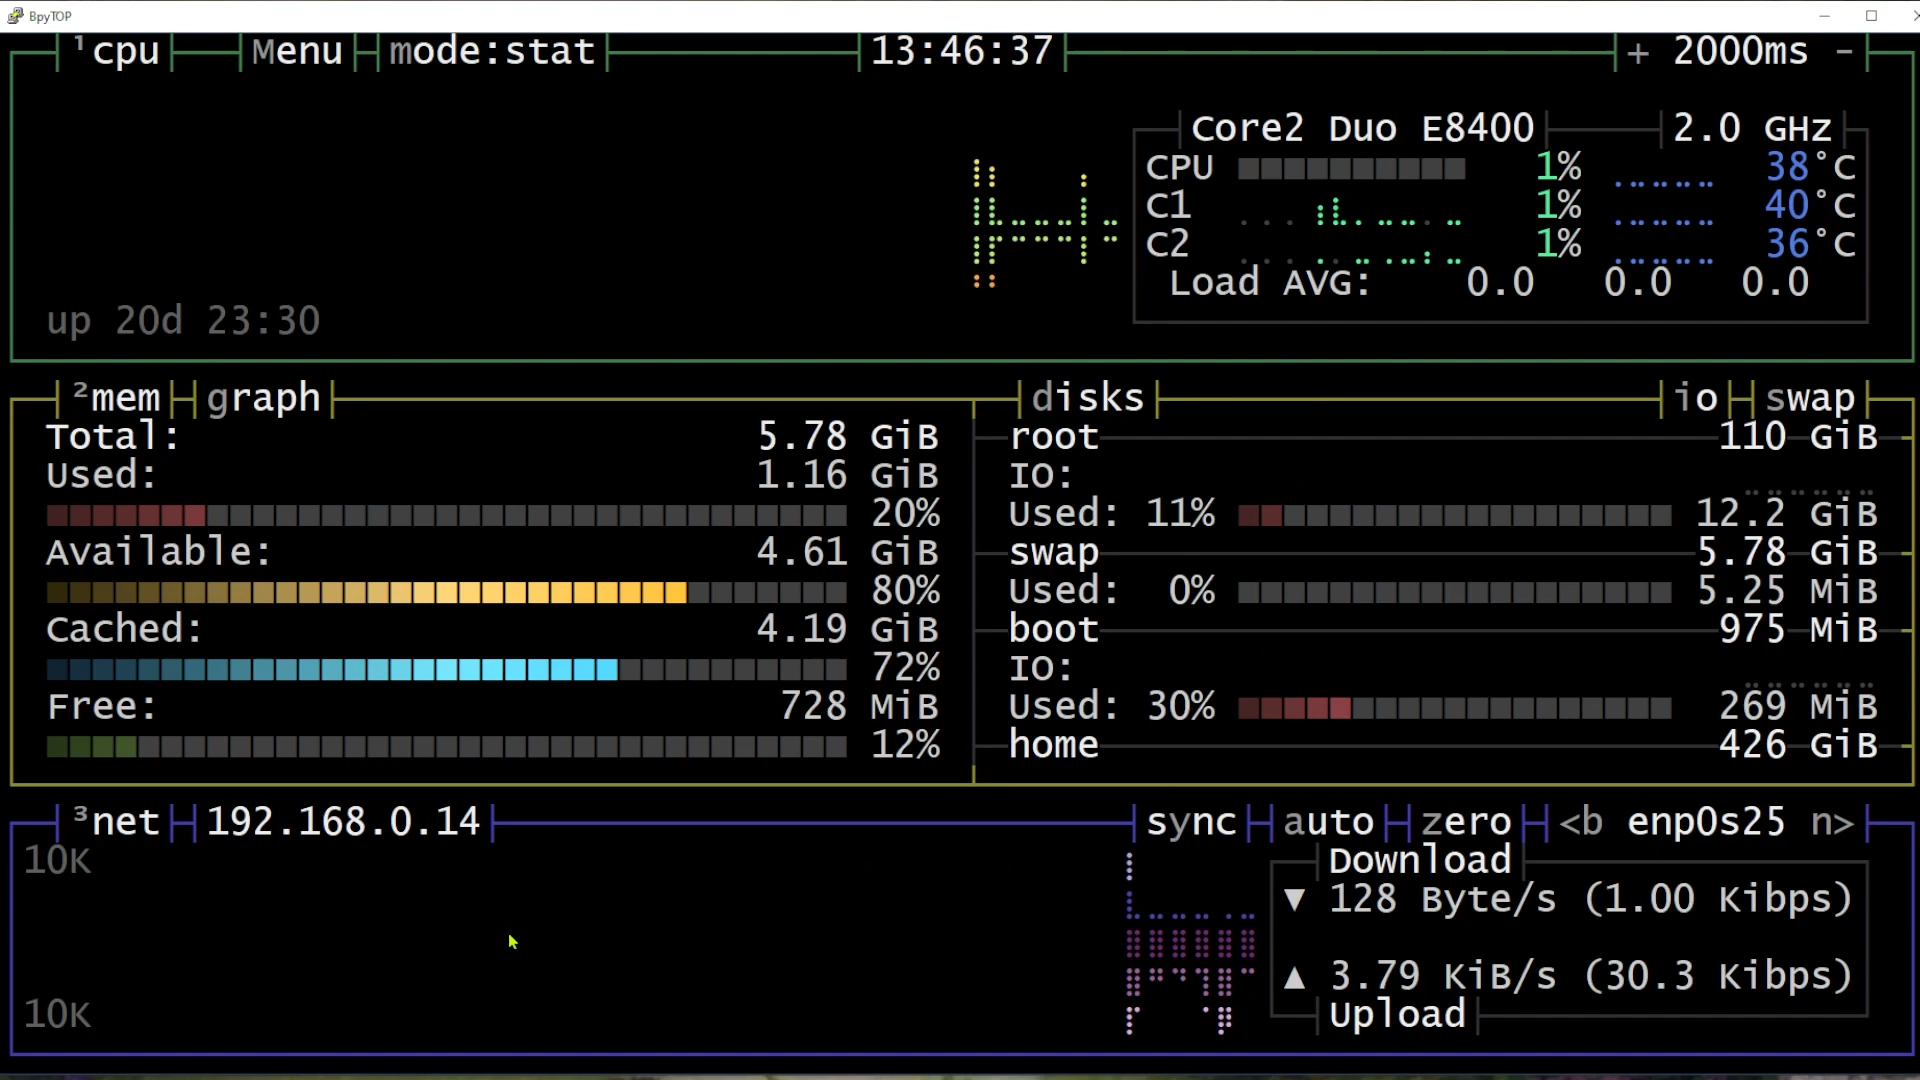 BpyTOP
¹cpu Menu mode:stat 13:46:37 + 2000ms -
Core2 Duo E8400 2.0 GHz
CPU 1% 38°C
C1 1% 40°C
C2 1% 36°C
Load AVG: 0.0 0.0 0.0
up 20d 23:30
²mem graph
Total: 5.78 GiB
Used: 1.16 GiB
20%
Available: 4.61 GiB
80%
Cached: 4.19 GiB
72%
Free: 728 MiB
12%
disks io swap
root 110 GiB
IO:
Used: 11% 12.2 GiB
swap 5.78 GiB
Used: 0% 5.25 MiB
boot 975 MiB
IO:
Used: 30% 269 MiB
home 426 GiB
³net 192.168.0.14 sync auto zero <b enp0s25 n>
10K
Download
▼ 128 Byte/s (1.00 Kibps)
▲ 3.79 KiB/s (30.3 Kibps)
Upload
10K